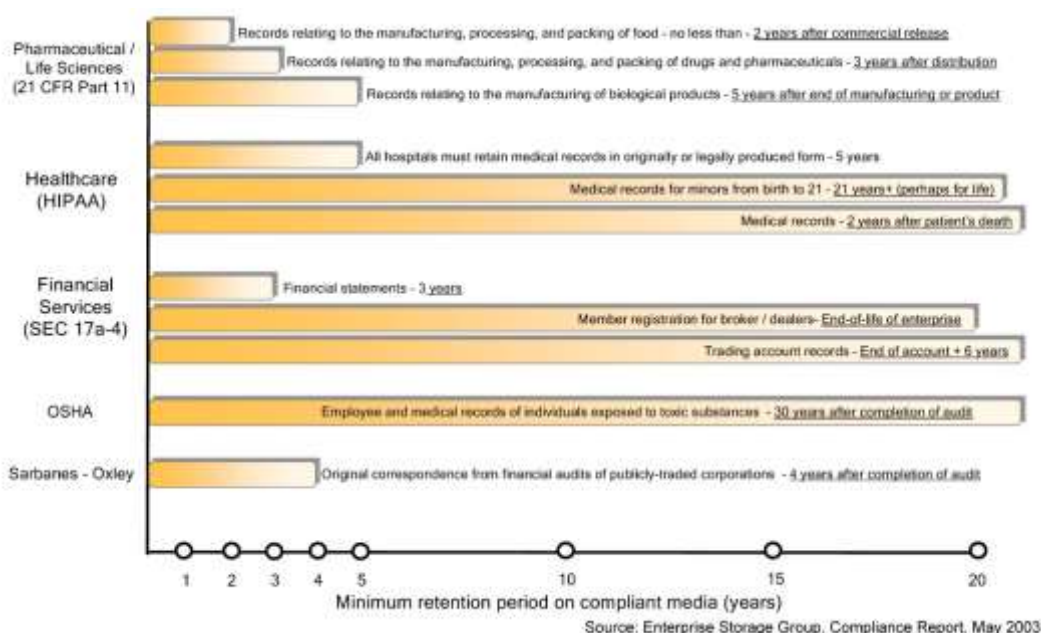 Pharmaceutical /
Life Sciences
(21 CFR Part 11)
Records relating to the manufacturing, processing, and packing of food - no less than - 2 years after commercial release
Records relating to the manufacturing, processing, and packing of drugs and pharmaceuticals - 3 years after distribution
Records relating to the manufacturing of biological products - 5 years after end of manufacturing or product
Healthcare
(HIPAA)
All hospitals must retain medical records in originally or legally produced form - 5 years
Medical records for minors from birth to 21 - 21 years+ (perhaps for life)
Medical records - 2 years after patient's death
Financial
Services
(SEC 17a-4)
Financial statements - 3 years
Member registration for broker / dealers- End-of-life of enterprise
Trading account records - End of account + 6 years
OSHA
Employee and medical records of individuals exposed to toxic substances - 30 years after completion of audit
Sarbanes - Oxley
Original correspondence from financial audits of publicly-traded corporations - 4 years after completion of audit
1 2 3 4 5 10 15 20
Minimum retention period on compliant media (years)
Source: Enterprise Storage Group, Compliance Report, May 2003